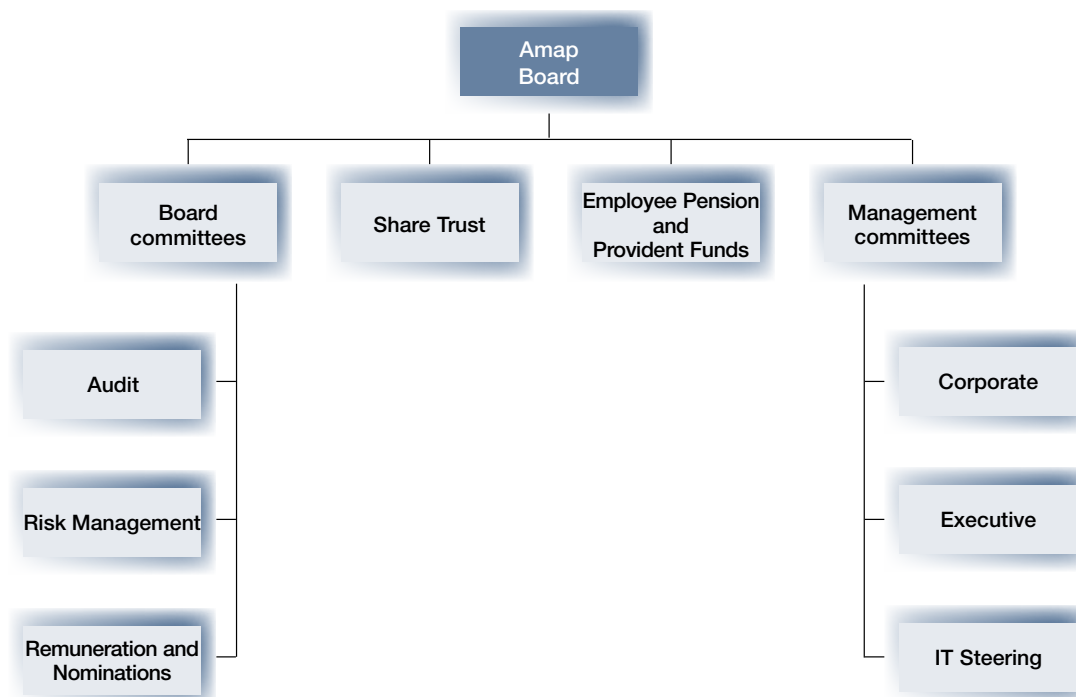 Amap
Board
Board
committees
Share Trust
Employee Pension
and
Provident Funds
Management
committees
Audit
Corporate
Risk Management
Executive
Remuneration and
Nominations
IT Steering